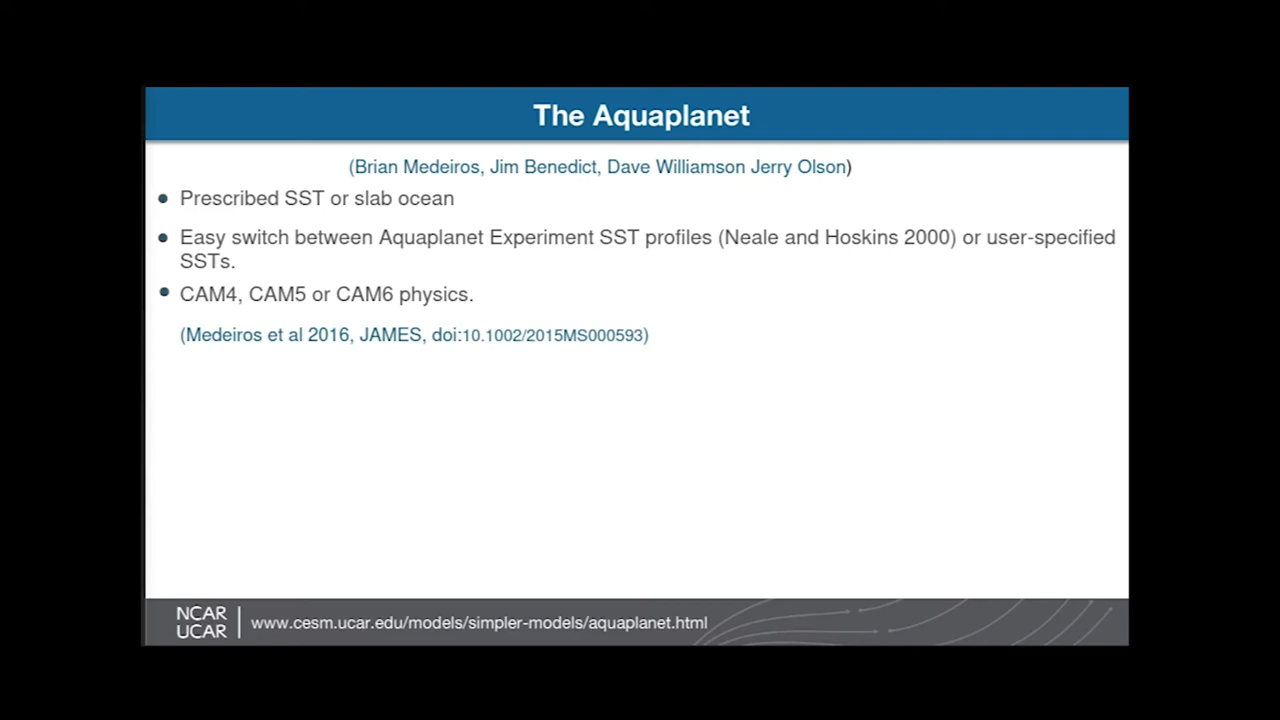 The Aquaplanet
(Brian Medeiros, Jim Benedict, Dave Williamson Jerry Olson)
● Prescribed SST or slab ocean
● Easy switch between Aquaplanet Experiment SST profiles (Neale and Hoskins 2000) or user-specified
SSTs.
● CAM4, CAM5 or CAM6 physics.
(Medeiros et al 2016, JAMES, doi:10.1002/2015MS000593)
NCAR
UCAR
www.cesm.ucar.edu/models/simpler-models/aquaplanet.html